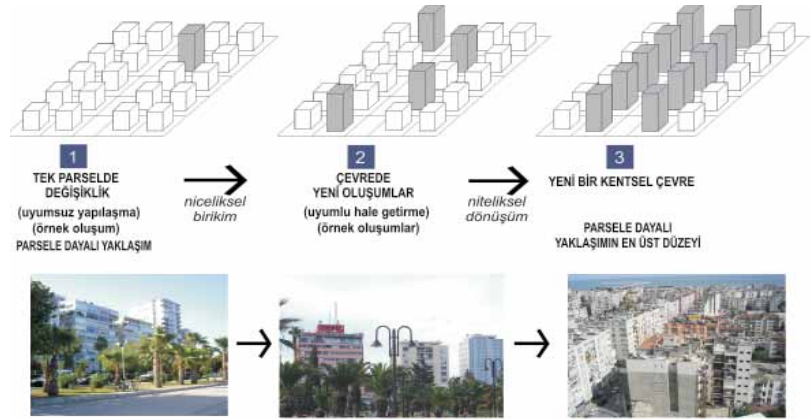 1
TEK PARSELDE
DEĞİŞİKLİK
(uyumsuz yapılaşma)
(örnek oluşum)
PARSELE DAYALI YAKLAŞIM
niceliksel
birikim
2
ÇEVREDE
YENİ OLUŞUMLAR
(uyumlu hale getirme)
(örnek oluşumlar)
niteliksel
dönüşüm
3
YENİ BİR KENTSEL ÇEVRE
PARSELE DAYALI
YAKLAŞIMIN EN ÜST DÜZEYİ